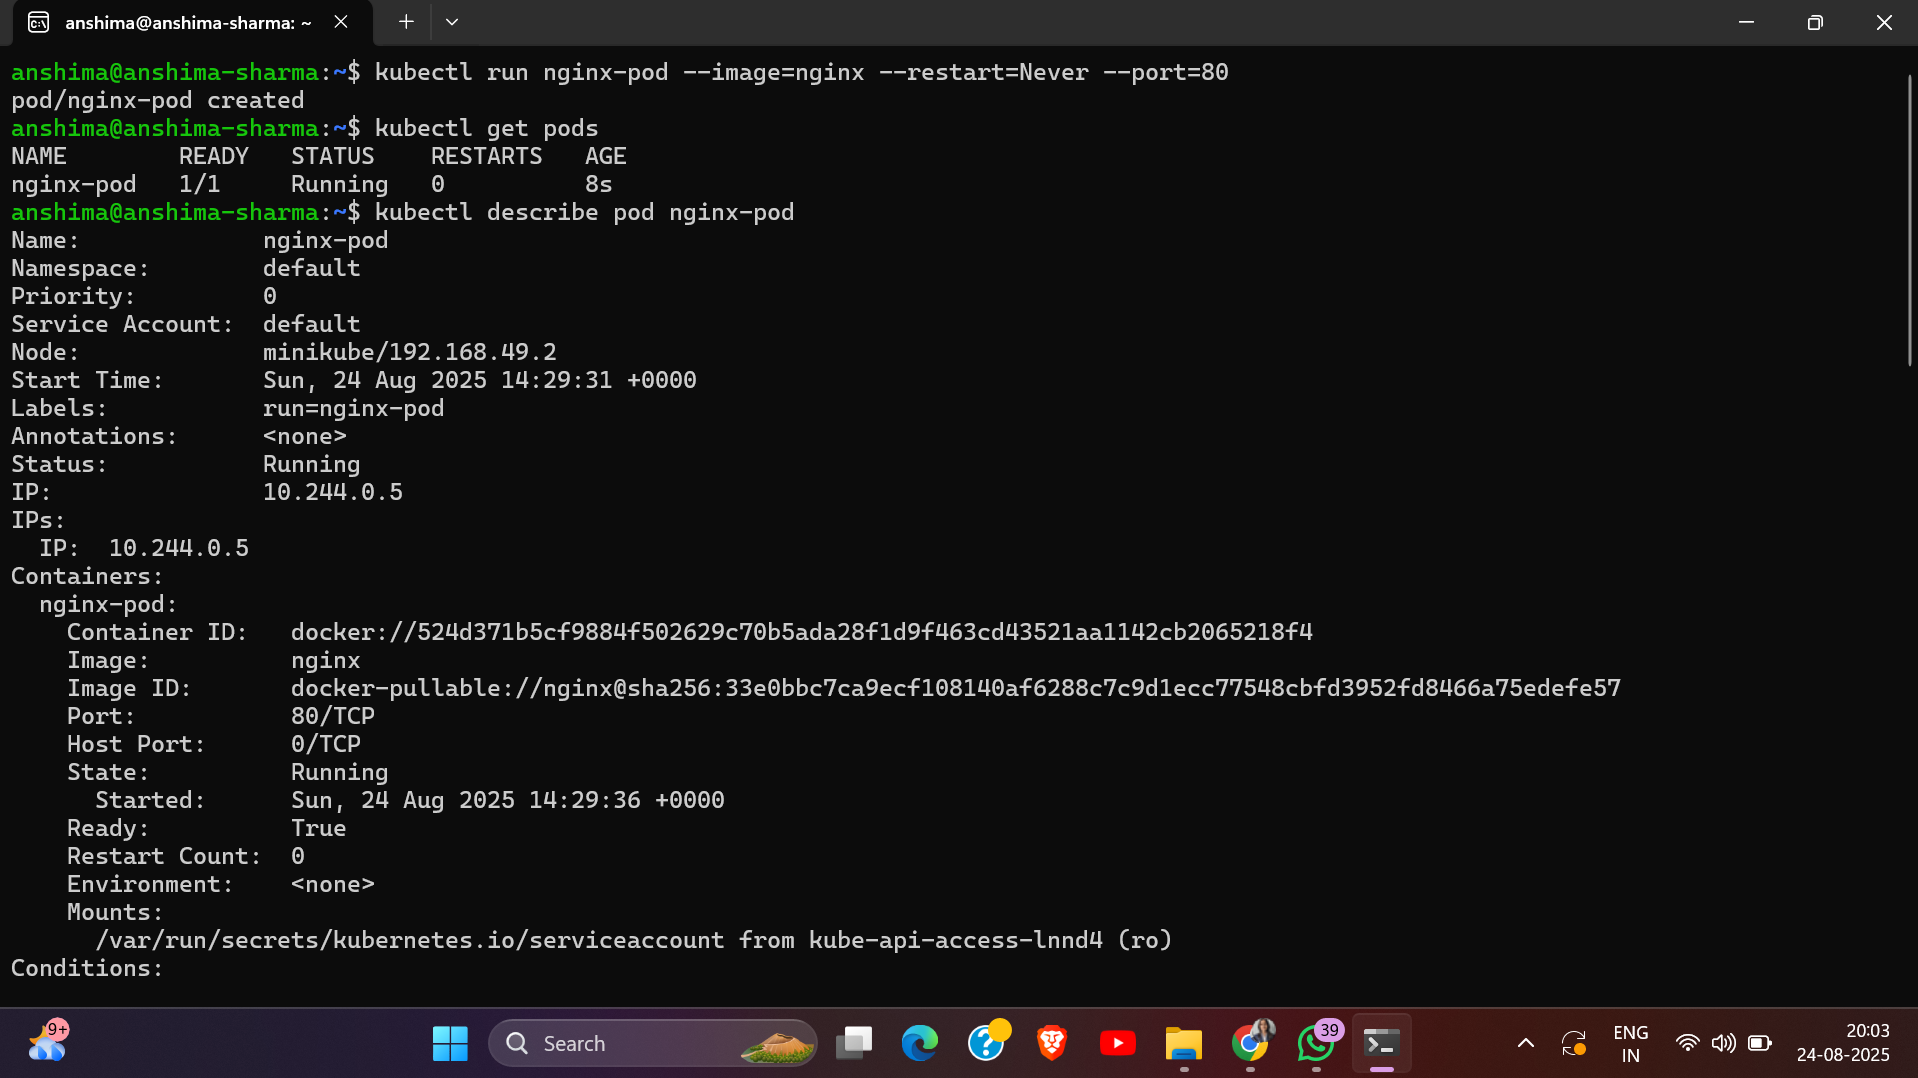 anshima@anshima-sharma: ~
anshima@anshima-sharma:~$ kubectl run nginx-pod --image=nginx --restart=Never --port=80
pod/nginx-pod created
anshima@anshima-sharma:~$ kubectl get pods
NAME        READY   STATUS    RESTARTS   AGE
nginx-pod   1/1     Running   0          8s
anshima@anshima-sharma:~$ kubectl describe pod nginx-pod
Name:             nginx-pod
Namespace:        default
Priority:         0
Service Account:  default
Node:             minikube/192.168.49.2
Start Time:       Sun, 24 Aug 2025 14:29:31 +0000
Labels:           run=nginx-pod
Annotations:      <none>
Status:           Running
IP:               10.244.0.5
IPs:
  IP:  10.244.0.5
Containers:
  nginx-pod:
    Container ID:   docker://524d371b5cf9884f502629c70b5ada28f1d9f463cd43521aa1142cb2065218f4
    Image:          nginx
    Image ID:       docker-pullable://nginx@sha256:33e0bbc7ca9ecf108140af6288c7c9d1ecc77548cbfd3952fd8466a75edefe57
    Port:           80/TCP
    Host Port:      0/TCP
    State:          Running
      Started:      Sun, 24 Aug 2025 14:29:36 +0000
    Ready:          True
    Restart Count:  0
    Environment:    <none>
    Mounts:
      /var/run/secrets/kubernetes.io/serviceaccount from kube-api-access-lnnd4 (ro)
Conditions:
9+
Search
39
ENG
IN
20:03
24-08-2025